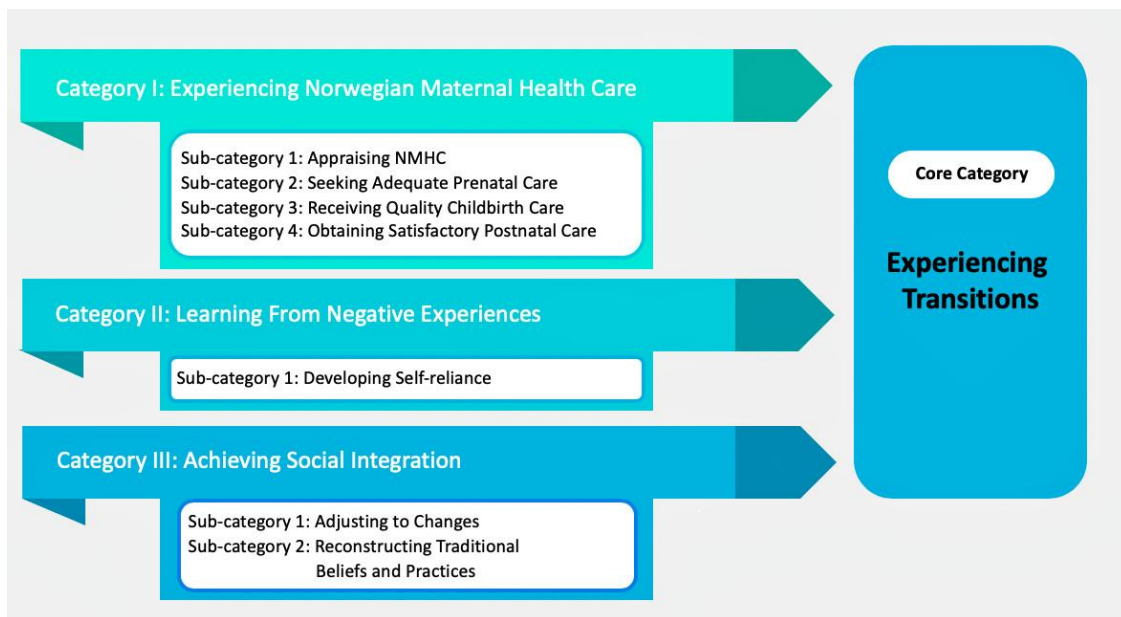 Category I: Experiencing Norwegian Maternal Health Care
Sub-category 1: Appraising NMHC
Sub-category 2: Seeking Adequate Prenatal Care
Sub-category 3: Receiving Quality Childbirth Care
Sub-category 4: Obtaining Satisfactory Postnatal Care
Category II: Learning From Negative Experiences
Sub-category 1: Developing Self-reliance
Category III: Achieving Social Integration
Sub-category 1: Adjusting to Changes
Sub-category 2: Reconstructing Traditional
Beliefs and Practices
Core Category
Experiencing
Transitions